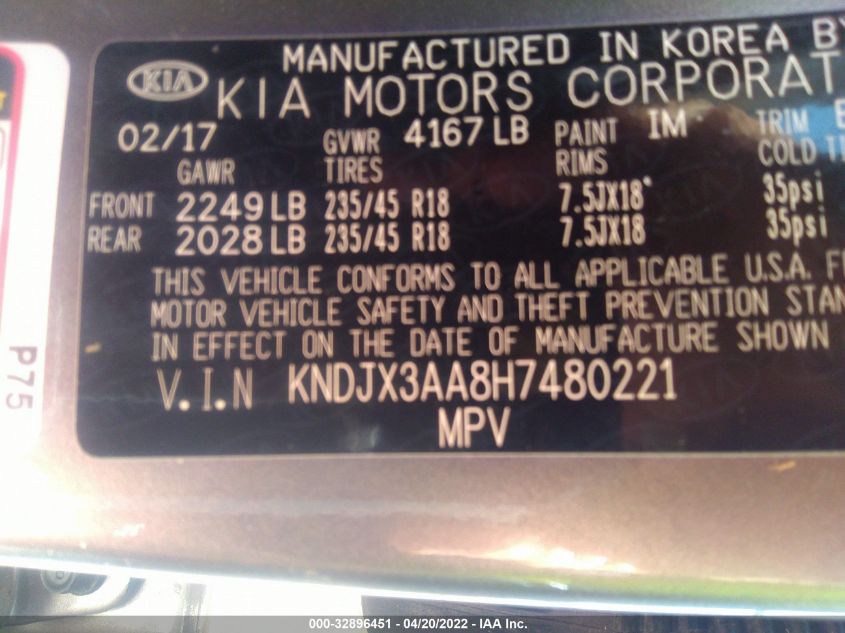 MANUFACTURED IN KOREA BY
KIA KIA MOTORS CORPORAT
02/17 GVWR 4167 LB PAINT IM TRIM E
GAWR TIRES RIMS COLD TI
FRONT 2249 LB 235/45 R18 7.5JX18 35psi
REAR 2028 LB 235/45 R18 7.5JX18 35psi
THIS VEHICLE CONFORMS TO ALL APPLICABLE U.S.A. F
MOTOR VEHICLE SAFETY AND THEFT PREVENTION STAN
IN EFFECT ON THE DATE OF MANUFACTURE SHOWN
V.I.N KNDJX3AA8H7480221
MPV
P75
000-32896451 - 04/20/2022 - IAA Inc.